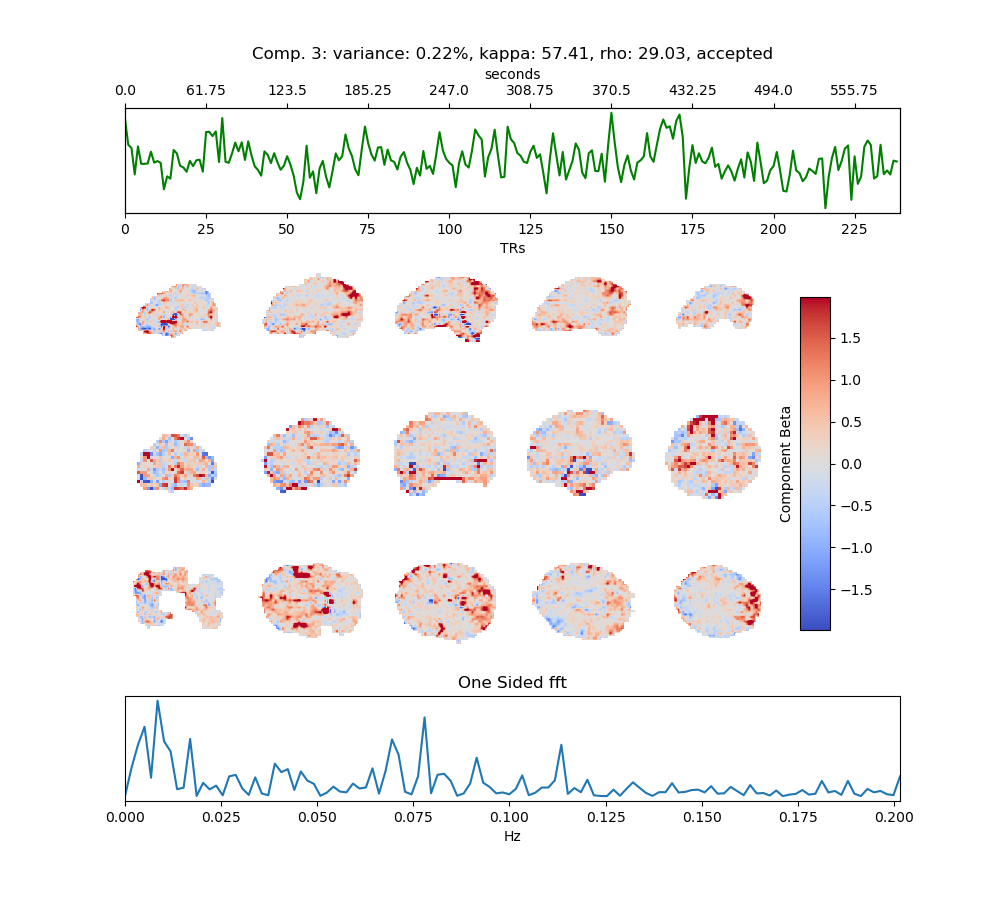 Comp. 3: variance: 0.22%, kappa: 57.41, rho: 29.03, accepted
seconds
0.0 61.75 123.5 185.25 247.0 308.75 370.5 432.25 494.0 555.75
0 25 50 75 100 125 150 175 200 225
TRs
1.5
1.0
0.5
0.0
−0.5
−1.0
−1.5
Component Beta
One Sided fft
0.000 0.025 0.050 0.075 0.100 0.125 0.150 0.175 0.200
Hz